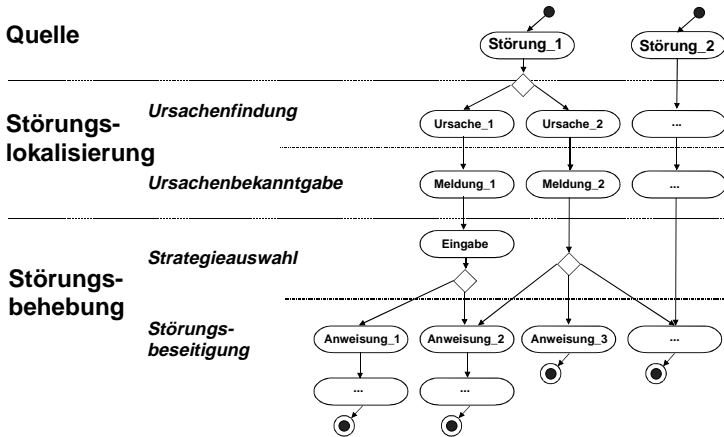 Quelle
Störung_1
Störung_2
Störungs-
lokalisierung
Ursachenfindung
Ursache_1
Ursache_2
...
Ursachenbekanntgabe
Meldung_1
Meldung_2
...
Störungs-
behebung
Strategieauswahl
Eingabe
Störungs-
beseitigung
Anweisung_1
Anweisung_2
Anweisung_3
...
...
...